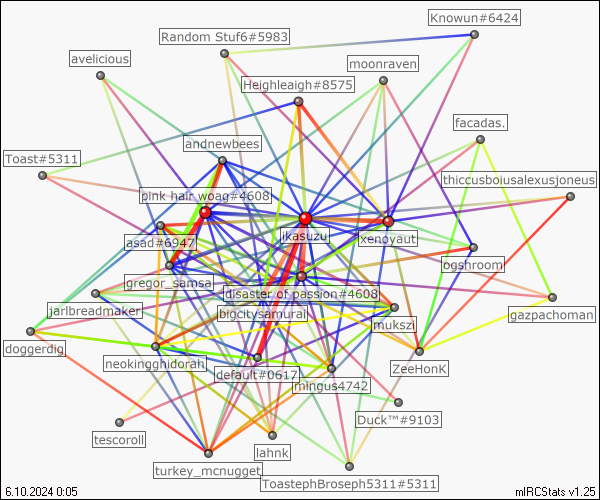 Knowun#6424
Random Stuf6#5983
avelicious
moonraven
Heighleaigh#8575
facadas.
andnewbees
Toast#5311
thiccusboiusalexusjoneus
pink hair woag#4608
ikasuzu
xenoyaut
asad#6947
ogshroom
gregor_samsa
disaster of passion#4608
jarlbreadmaker
bigcitysamurai
gazpachoman
mukszi
doggerdig
neokingghidorah
default#0617
ZeeHonK
mingus4742
Duck™#9103
tescoroll
lahnk
turkey_mcnugget
ToastephBroseph5311#5311
6.10.2024 0:05
mIRCStats v1.25